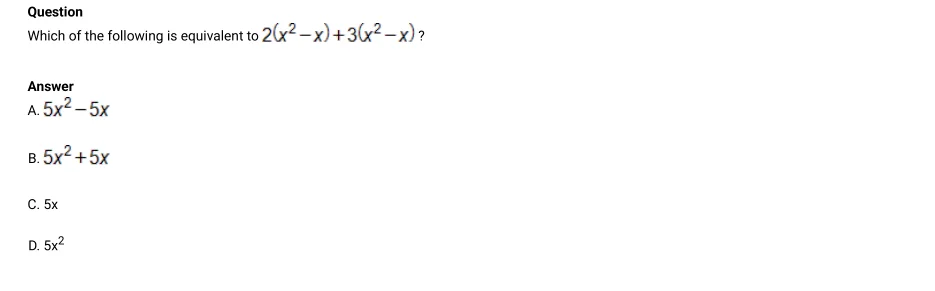 Question
Which of the following is equivalent to 2(x²−x)+3(x²−x)?
Answer
A. 5x²−5x
B. 5x²+5x
C. 5x
D. 5x²